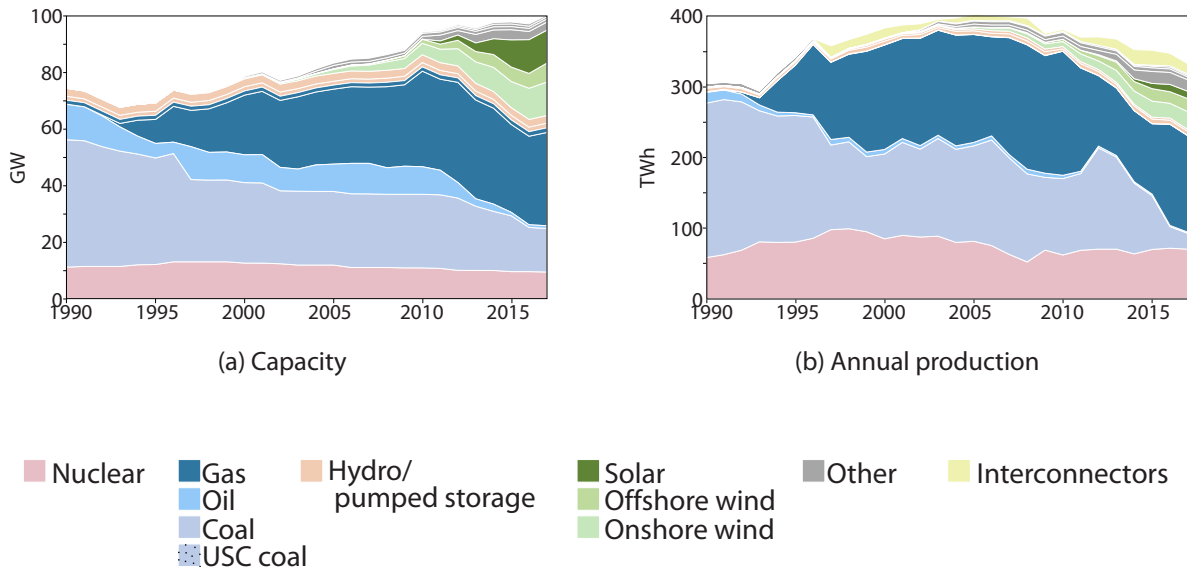 100
80
60
40
20
0
GW
1990 1995 2000 2005 2010 2015
(a) Capacity
400
300
200
100
0
TWh
1990 1995 2000 2005 2010 2015
(b) Annual production
Nuclear
Gas
Oil
Coal
USC coal
Hydro/
pumped storage
Solar
Offshore wind
Onshore wind
Other
Interconnectors